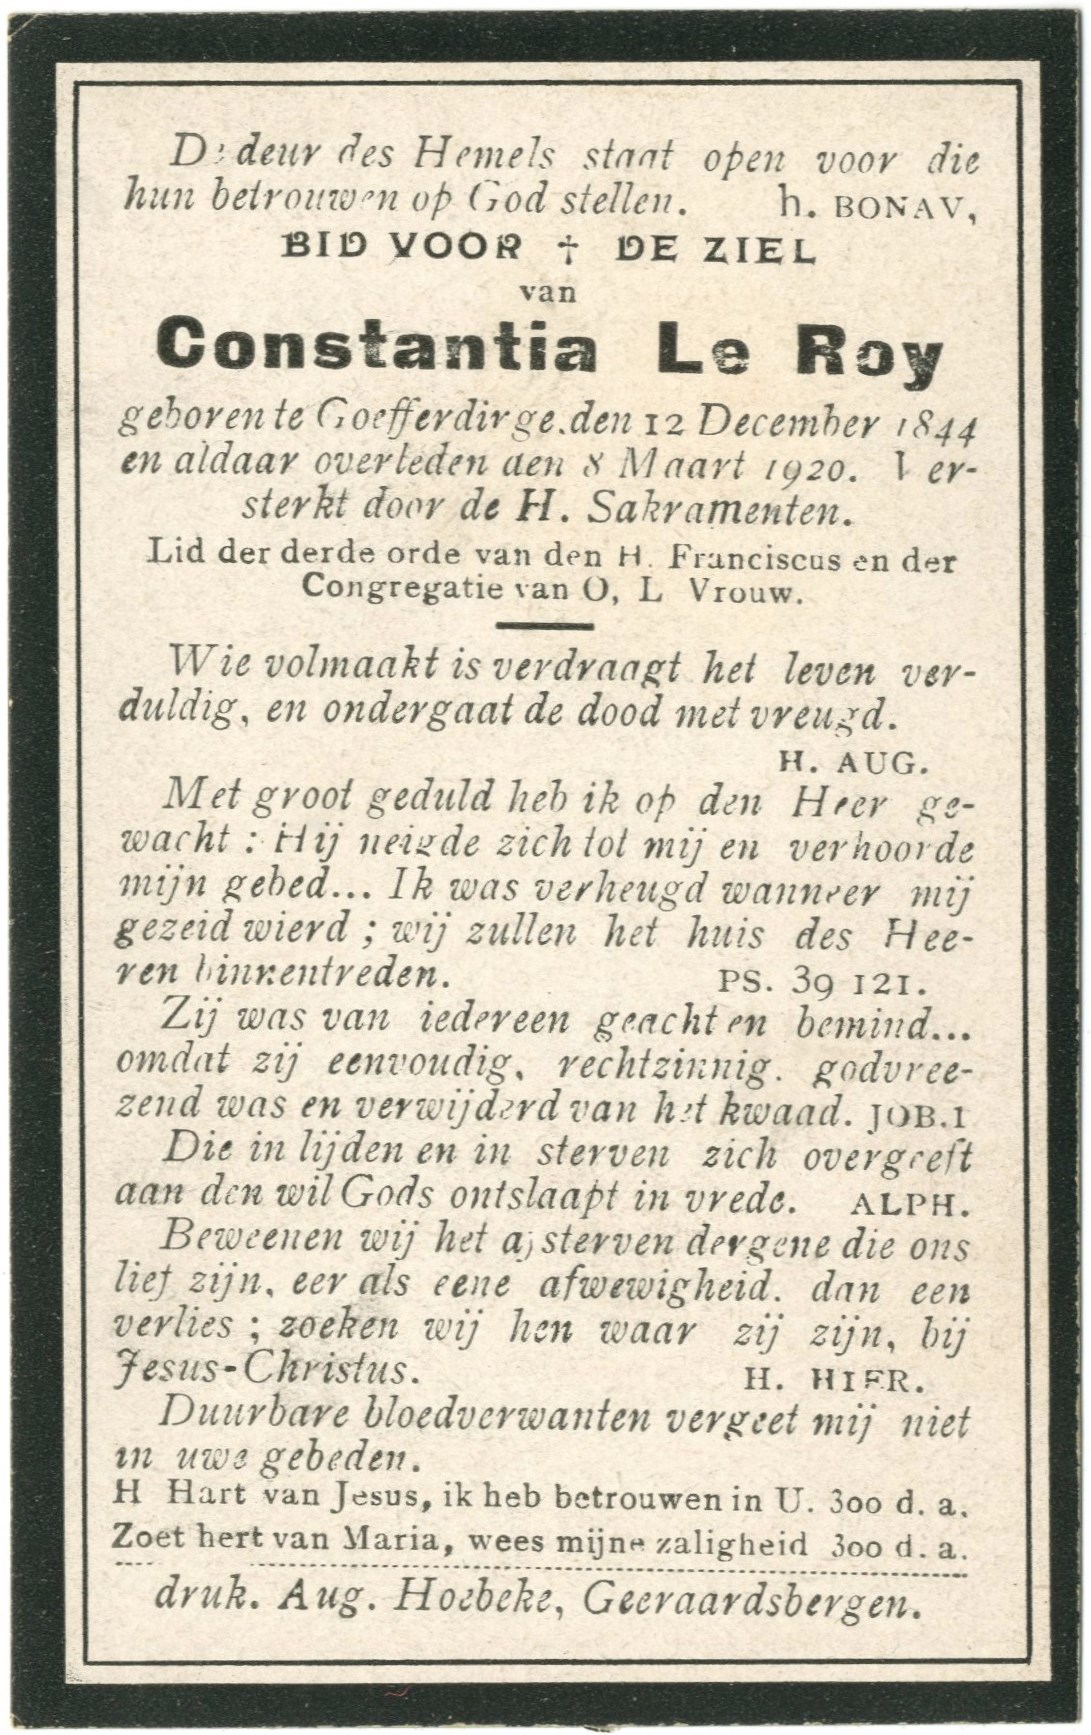 De deur des Hemels staat open voor die
hun betrouwen op God stellen. h. BONAV,
BID VOOR † DE ZIEL
van
Constantia Le Roy
geboren te Goefferdinge.den 12 December 1844
en aldaar overleden den 8 Maart 1920. Ver-
sterkt door de H. Sakramenten.
Lid der derde orde van den H. Franciscus en der
Congregatie van O, L Vrouw.
Wie volmaakt is verdraagt het leven ver-
duldig, en ondergaat de dood met vreugd.
H. AUG.
Met groot geduld heb ik op den Heer ge-
wacht : Hij neigde zich tot mij en verhoorde
mijn gebed... Ik was verheugd wanneer mij
gezeid wierd ; wij zullen het huis des Hee-
ren binnentreden. PS. 39 121.
Zij was van iedereen geacht en bemind...
omdat zij eenvoudig, rechtzinnig. godvree-
zend was en verwijderd van het kwaad. JOB.1
Die in lijden en in sterven zich overgeeft
aan den wil Gods ontslaapt in vrede. ALPH.
Beweenen wij het afsterven dergene die ons
lief zijn, eer als eene afwewigheid. dan een
verlies ; zoeken wij hen waar zij zijn, bij
Jesus-Christus. H. HIER.
Duurbare bloedverwanten vergeet mij niet
in uwe gebeden.
H Hart van Jesus, ik heb betrouwen in U. 300 d. a.
Zoet hert van Maria, wees mijne zaligheid 300 d. a.
druk. Aug. Hoebeke, Geeraardsbergen.